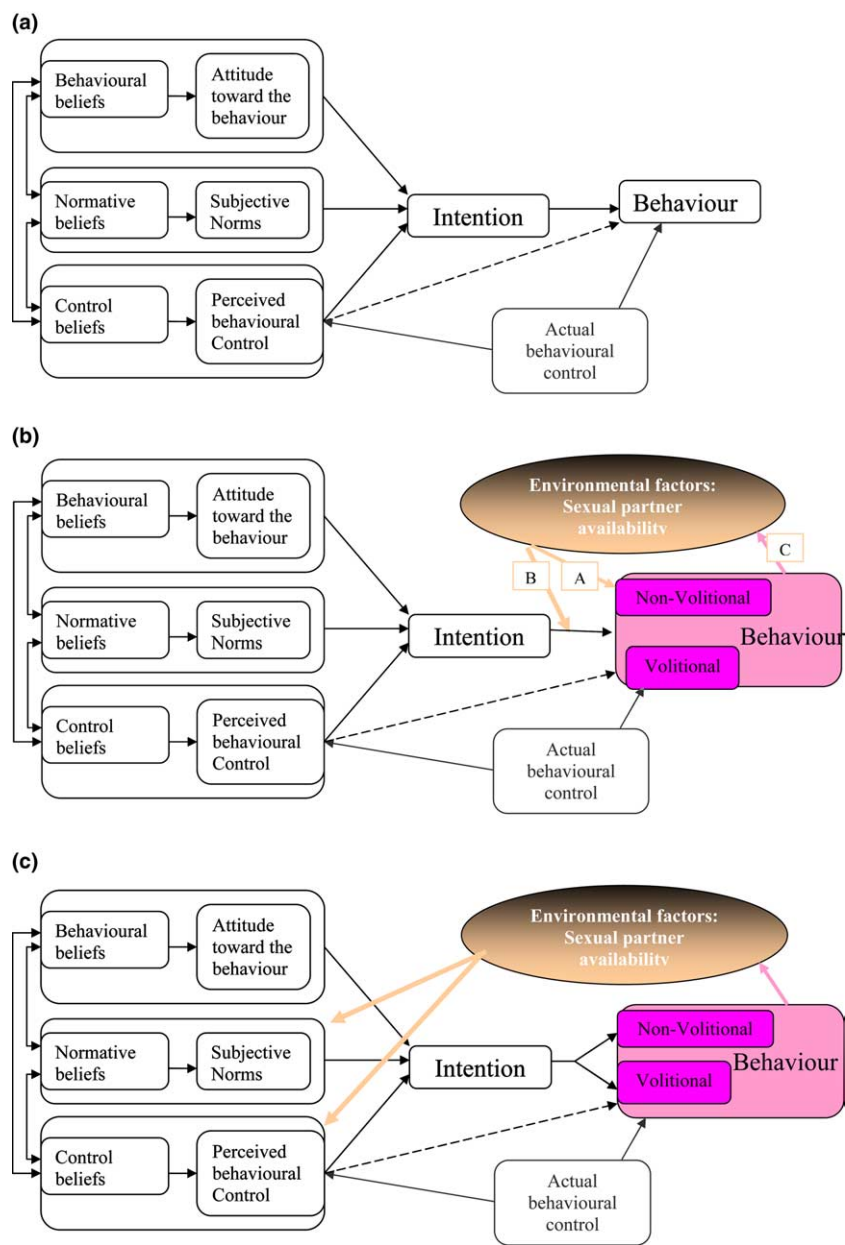 (a)
Behavioural
beliefs
Attitude
toward the
behaviour
Normative
beliefs
Subjective
Norms
Intention
Behaviour
Control
beliefs
Perceived
behavioural
Control
Actual
behavioural
control
(b)
Environmental factors:
Sexual partner
availability
Behavioural
beliefs
Attitude
toward the
behaviour
C
B
A
Non-Volitional
Normative
beliefs
Subjective
Norms
Intention
Behaviour
Volitional
Control
beliefs
Perceived
behavioural
Control
Actual
behavioural
control
(c)
Environmental factors:
Sexual partner
availability
Behavioural
beliefs
Attitude
toward the
behaviour
Non-Volitional
Normative
beliefs
Subjective
Norms
Intention
Behaviour
Volitional
Control
beliefs
Perceived
behavioural
Control
Actual
behavioural
control